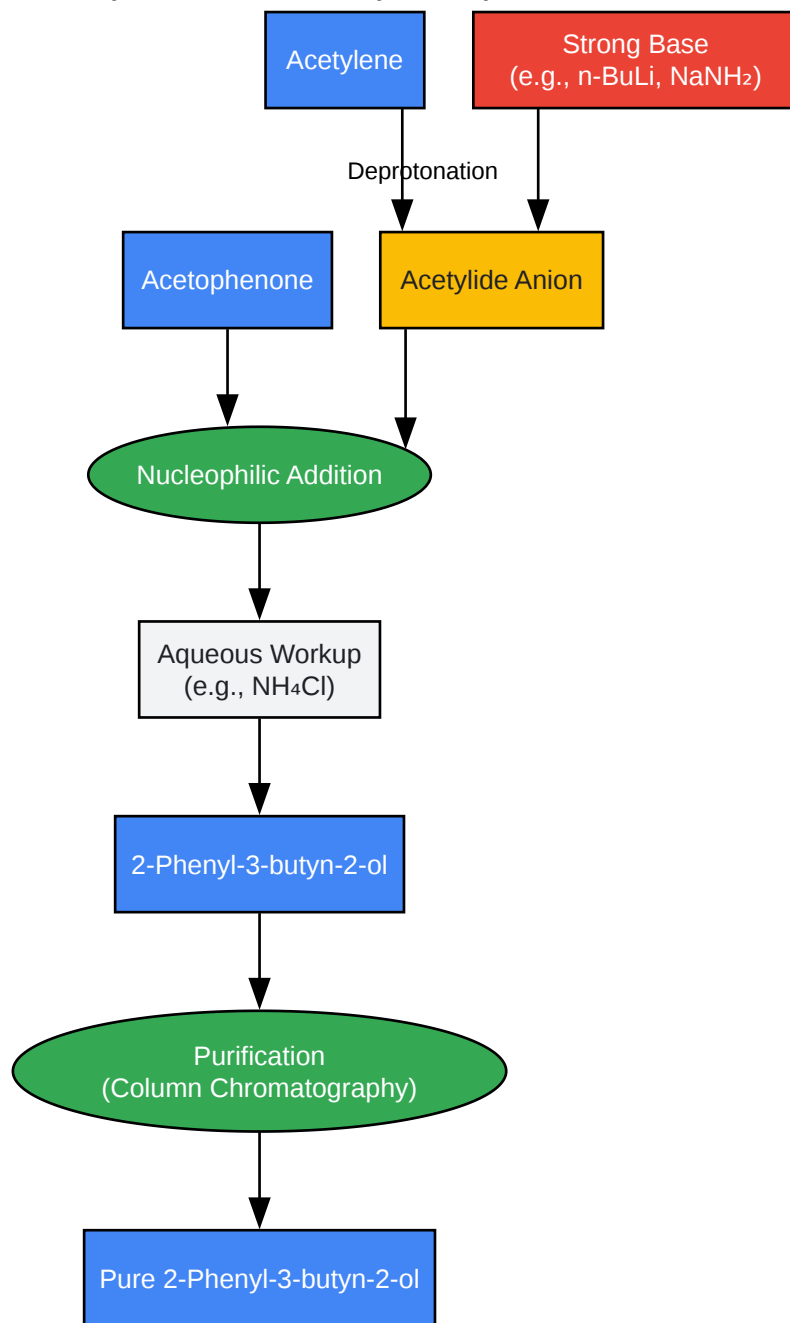 Acetylene
Strong Base
(e.g., n-BuLi, NaNH₂)
Deprotonation
Acetophenone
Acetylide Anion
Nucleophilic Addition
Aqueous Workup
(e.g., NH₄Cl)
2-Phenyl-3-butyn-2-ol
Purification
(Column Chromatography)
Pure 2-Phenyl-3-butyn-2-ol